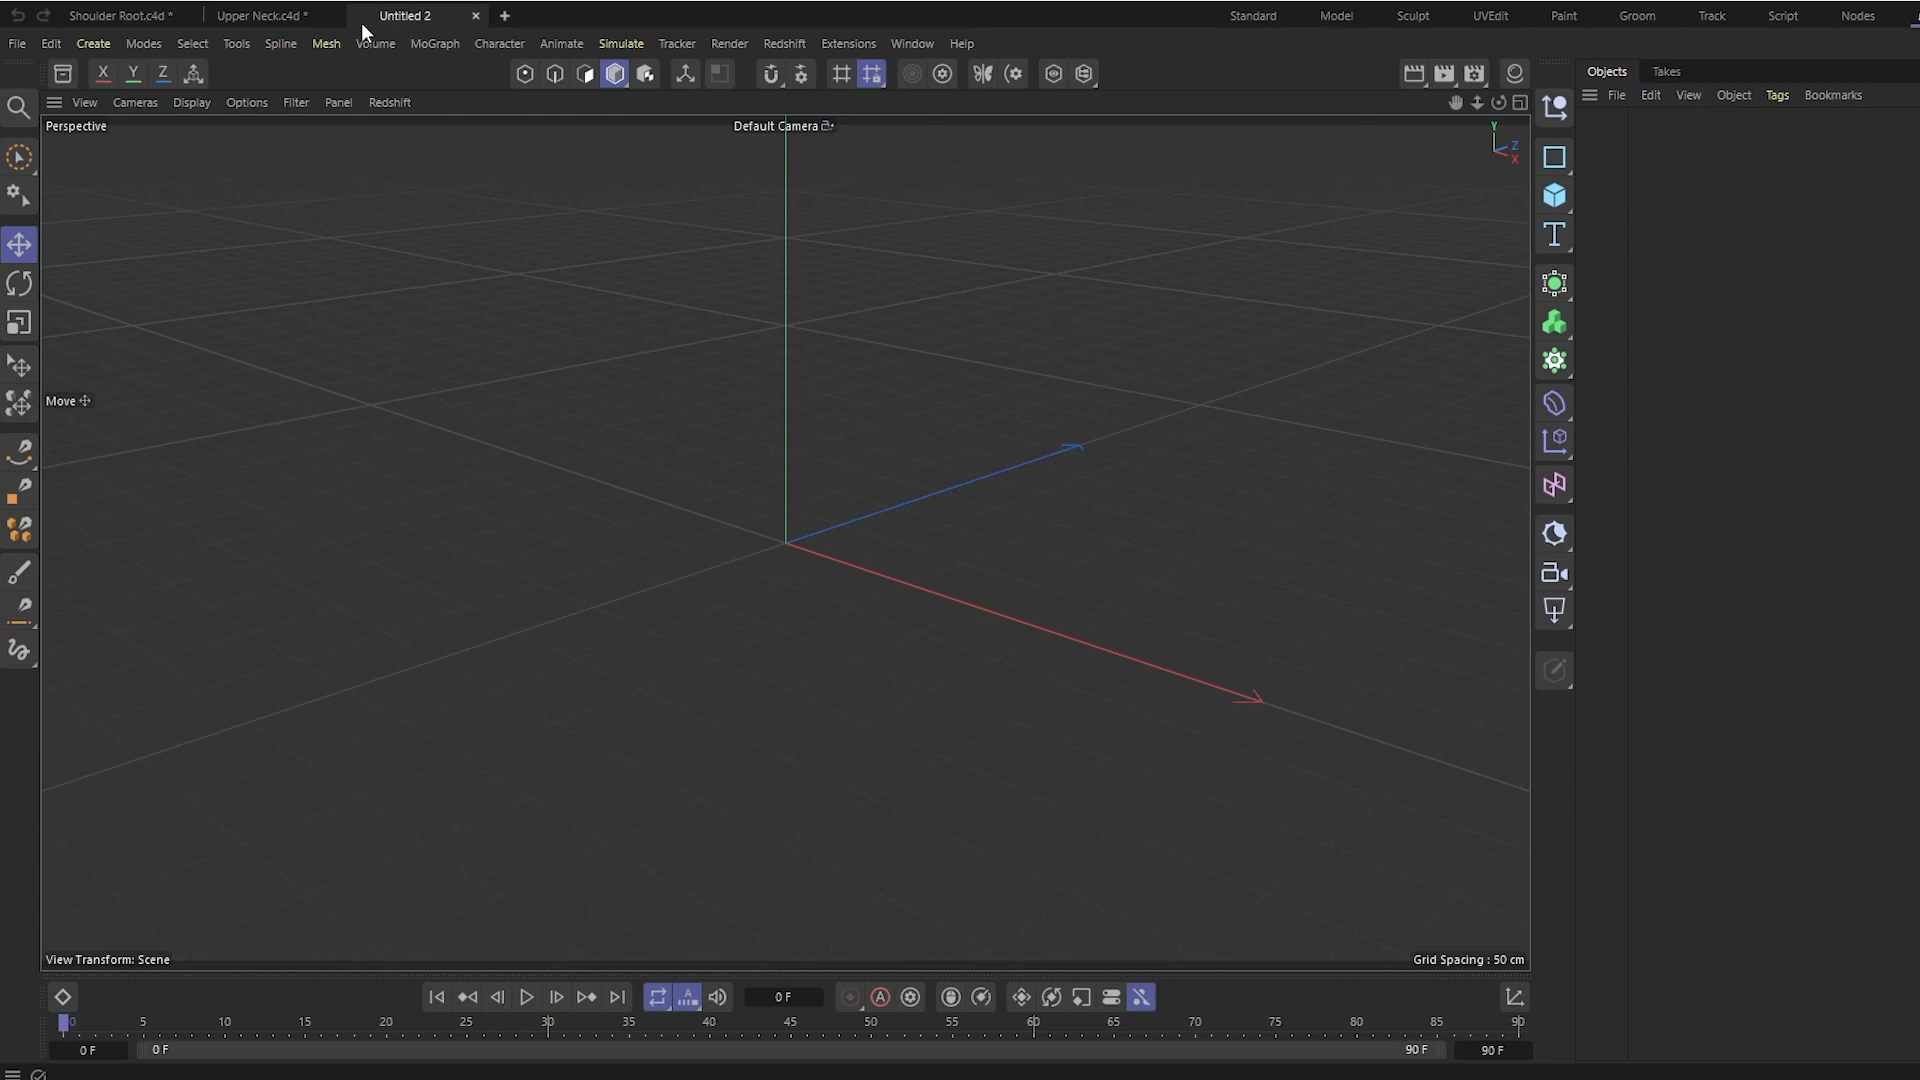 Shoulder Root.c4d * Upper Neck.c4d * Untitled 2 Standard Model Sculpt UVEdit Paint Groom Track Script Nodes
File Edit Create Modes Select Tools Spline Mesh Volume MoGraph Character Animate Simulate Tracker Render Redshift Extensions Window Help
X Y Z Objects Takes
View Cameras Display Options Filter Panel Redshift File Edit View Object Tags Bookmarks
Perspective Default Camera
Y
Z
X
Move
View Transform: Scene Grid Spacing : 50 cm
0 F A
0 5 10 15 20 25 30 35 40 45 50 55 60 65 70 75 80 85 90
0 F 0 F 90 F 90 F